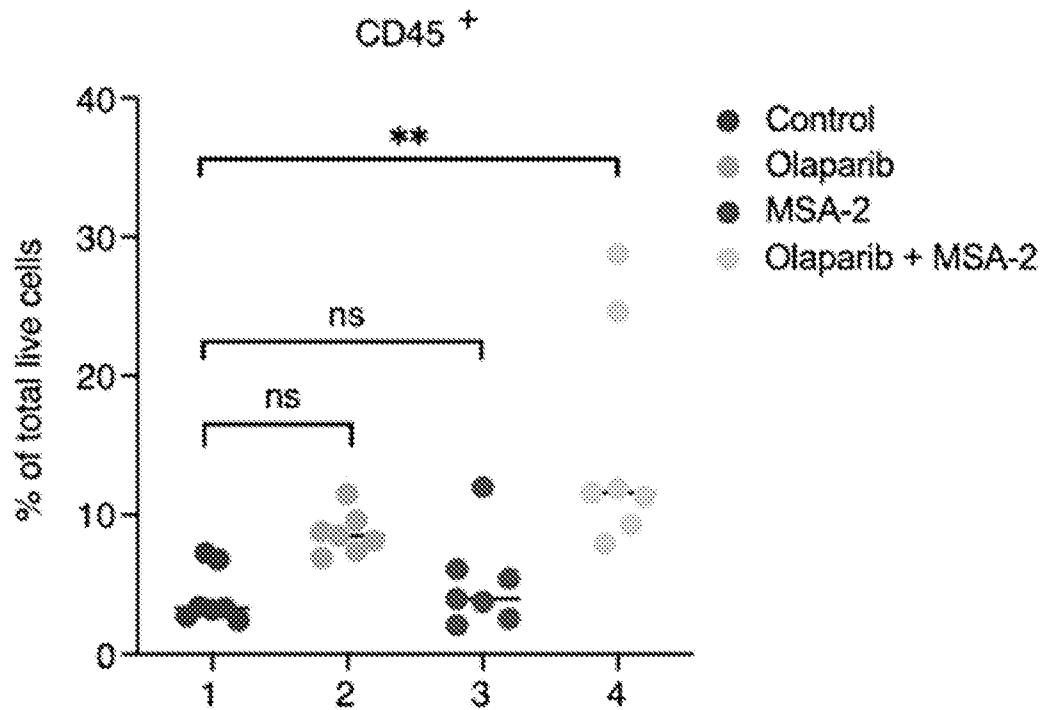 CD45 +
40
30
20
10
0
% of total live cells
**
ns
ns
1 2 3 4
Control
Olaparib
MSA-2
Olaparib + MSA-2